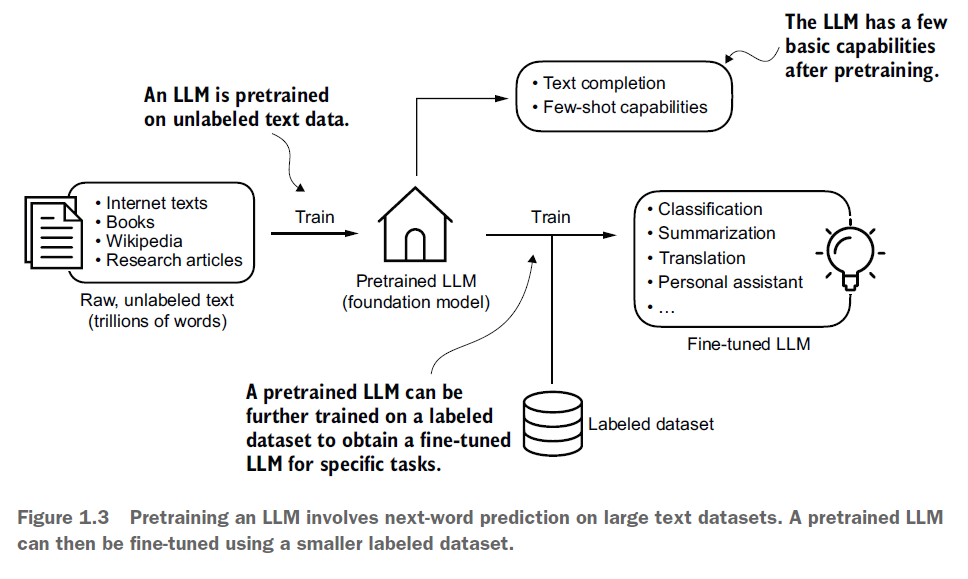 The LLM has a few
basic capabilities
after pretraining.
• Text completion
• Few-shot capabilities
An LLM is pretrained
on unlabeled text data.
• Internet texts
• Books
• Wikipedia
• Research articles
Raw, unlabeled text
(trillions of words)
Train
Pretrained LLM
(foundation model)
Train
• Classification
• Summarization
• Translation
• Personal assistant
• ...
Fine-tuned LLM
A pretrained LLM can be
further trained on a labeled
dataset to obtain a fine-tuned
LLM for specific tasks.
Labeled dataset
Figure 1.3 Pretraining an LLM involves next-word prediction on large text datasets. A pretrained LLM
can then be fine-tuned using a smaller labeled dataset.